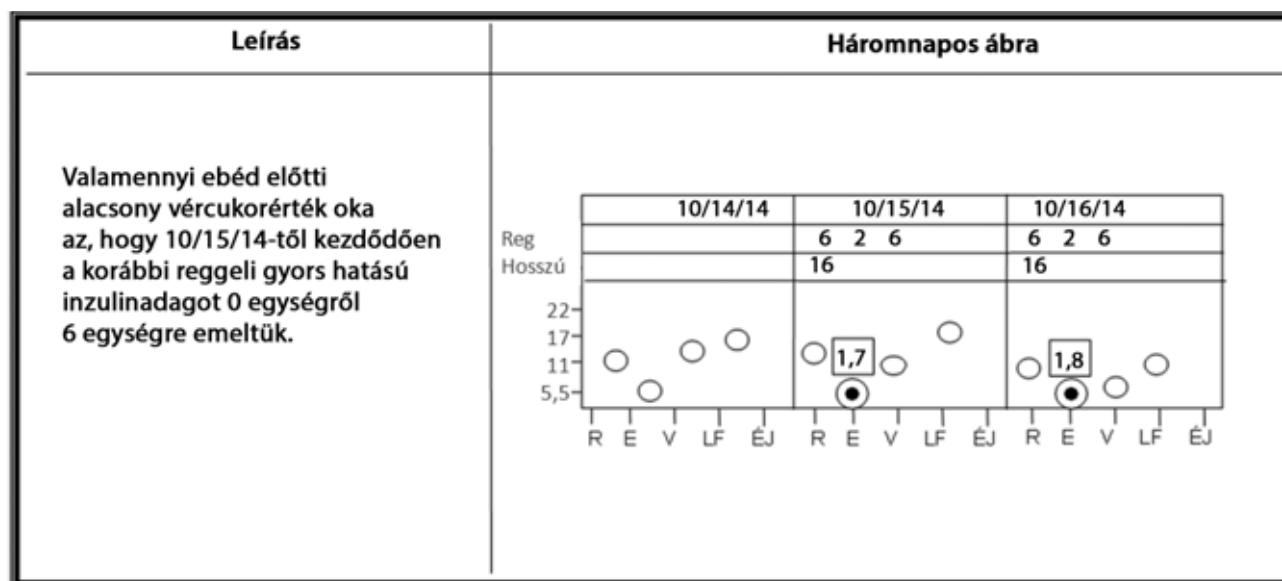 Leírás
Háromnapos ábra
Valamennyi ebéd előtti
alacsony vércukorérték oka
az, hogy 10/15/14-től kezdődően
a korábbi reggeli gyors hatású
inzulinadagot 0 egységről
6 egységre emeltük.
10/14/14 10/15/14 10/16/14
Reg 6 2 6 6 2 6
Hosszú 16 16
22
17
11 1,7 1,8
5,5
R E V LF ÉJ R E V LF ÉJ R E V LF ÉJ